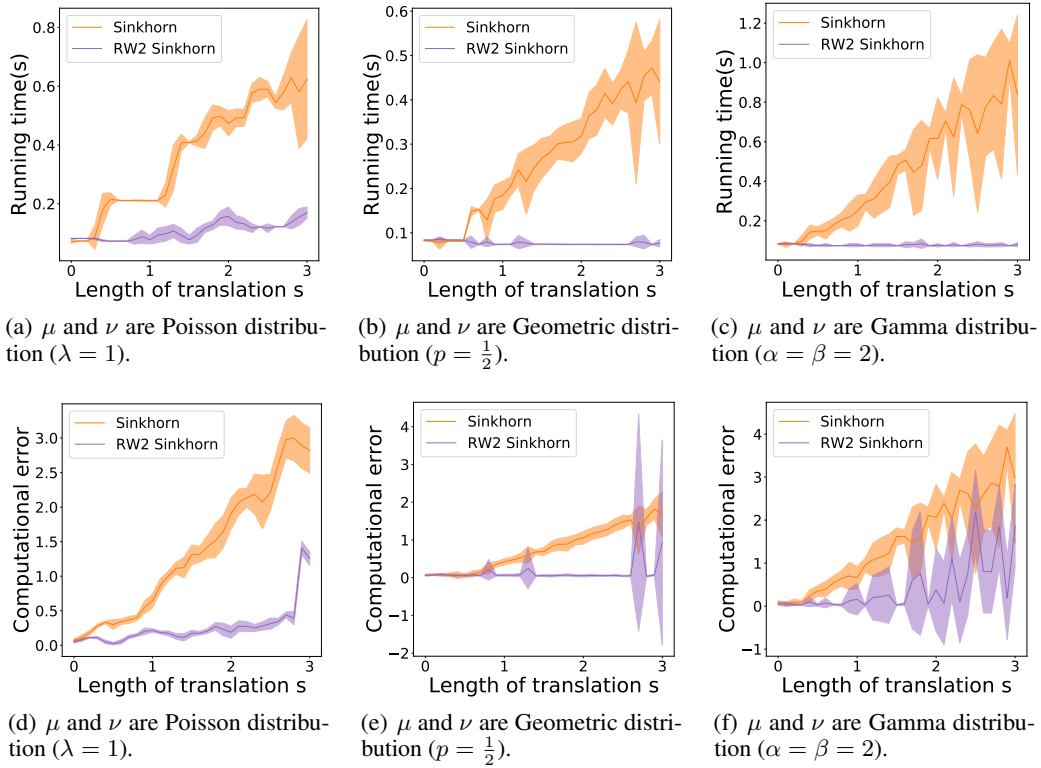 Sinkhorn
RW2 Sinkhorn
Running time(s)
0.8
0.6
0.4
0.2
0 1 2 3
Length of translation s
(a) μ and ν are Poisson distribu-
tion (λ = 1).
Sinkhorn
RW2 Sinkhorn
Running time(s)
0.6
0.5
0.4
0.3
0.2
0.1
0 1 2 3
Length of translation s
(b) μ and ν are Geometric distri-
bution (p = 1/2).
Sinkhorn
RW2 Sinkhorn
Running time(s)
1.2
1.0
0.8
0.6
0.4
0.2
0 1 2 3
Length of translation s
(c) μ and ν are Gamma distribu-
tion (α = β = 2).
Sinkhorn
RW2 Sinkhorn
Computational error
3.0
2.5
2.0
1.5
1.0
0.5
0.0
0 1 2 3
Length of translation s
(d) μ and ν are Poisson distribu-
tion (λ = 1).
Sinkhorn
RW2 Sinkhorn
Computational error
4
3
2
1
0
−1
−2
0 1 2 3
Length of translation s
(e) μ and ν are Geometric distri-
bution (p = 1/2).
Sinkhorn
RW2 Sinkhorn
Computational error
4
3
2
1
0
−1
0 1 2 3
Length of translation s
(f) μ and ν are Gamma distribu-
tion (α = β = 2).